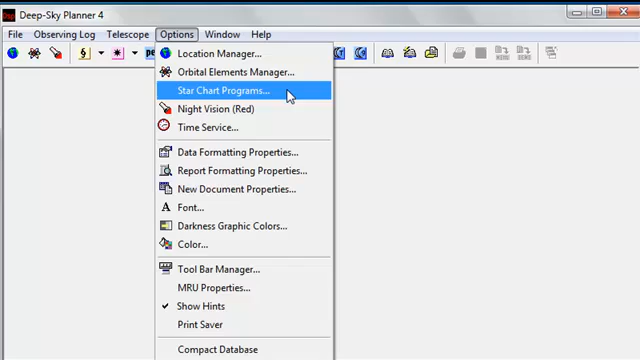 Deep-Sky Planner 4
File Observing Log Telescope Options Window Help
Location Manager...
Orbital Elements Manager...
Star Chart Programs...
Night Vision (Red)
Time Service...
Data Formatting Properties...
Report Formatting Properties...
New Document Properties...
Font...
Darkness Graphic Colors...
Color...
Tool Bar Manager...
MRU Properties...
Show Hints
Print Saver
Compact Database